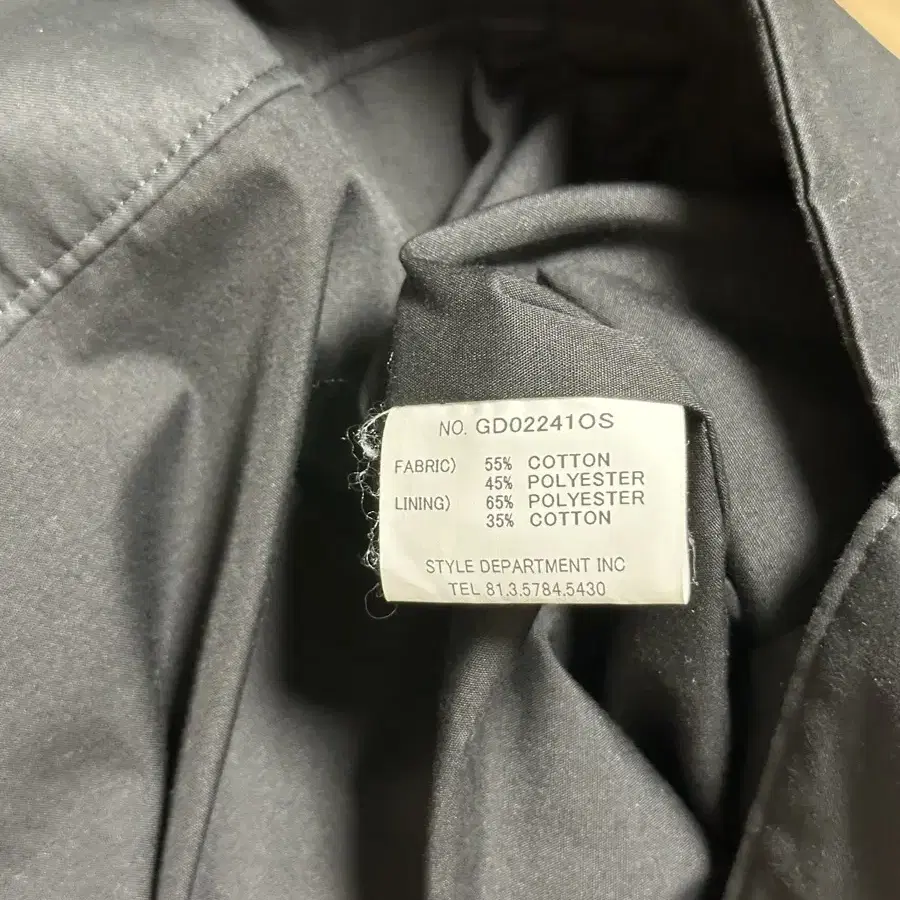 NO. GD02241OS
FABRIC) 55% COTTON
45% POLYESTER
LINING) 65% POLYESTER
35% COTTON
STYLE DEPARTMENT INC
TEL 81.3.5784.5430